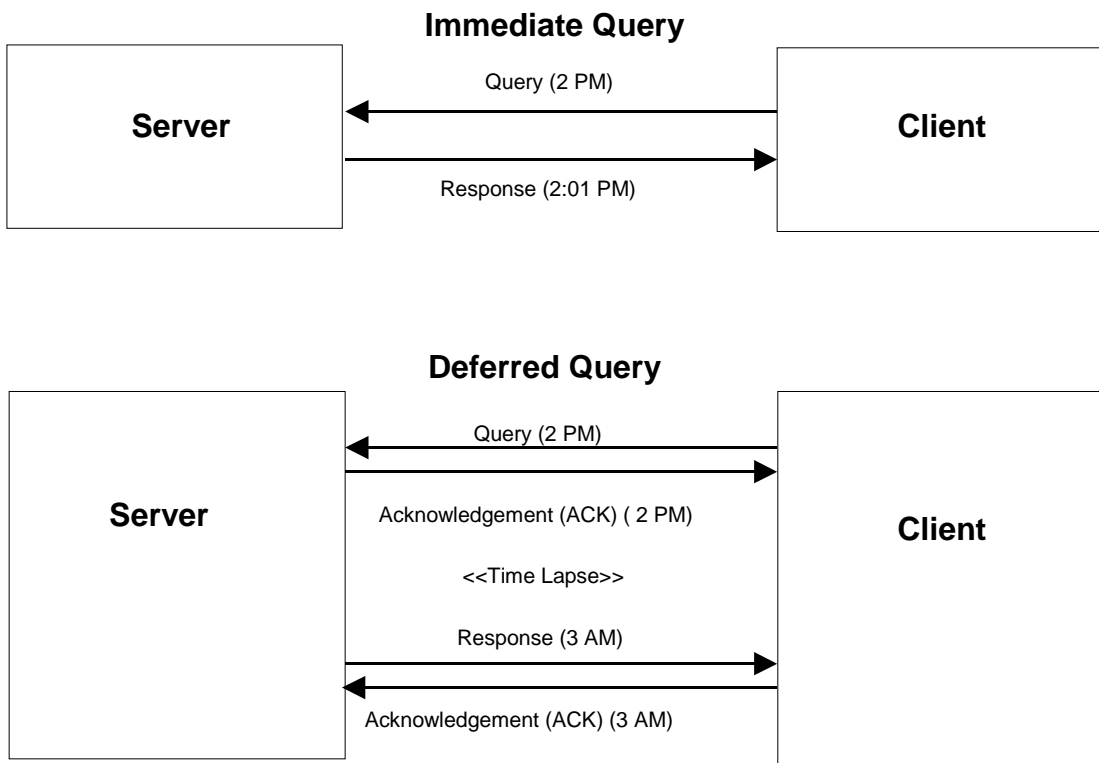 Immediate Query
Query (2 PM)
Server
Client
Response (2:01 PM)
Deferred Query
Query (2 PM)
Server
Acknowledgement (ACK) ( 2 PM)
Client
<<Time Lapse>>
Response (3 AM)
Acknowledgement (ACK) (3 AM)